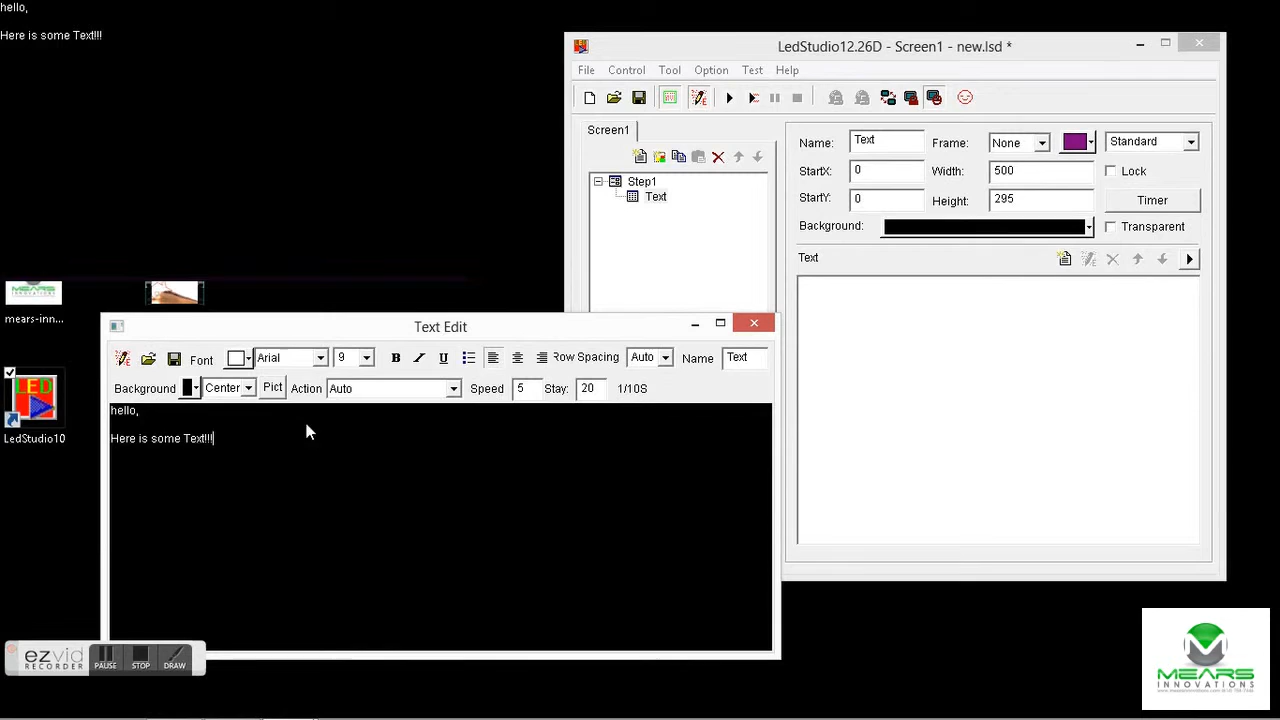 hello,
Here is some Text!!!
LedStudio12.26D - Screen1 - new.lsd *
File Control Tool Option Test Help
Screen1
Step1
Text
Name: Text Frame: None Standard
StartX: 0 Width: 500 Lock
StartY: 0 Height: 295 Timer
Background: Transparent
Text
mears-inn...
LED
LedStudio10
Text Edit
Font Arial 9 B I U Row Spacing Auto Name Text
Background Center Pict Action Auto Speed 5 Stay: 20 1/10S
hello,
Here is some Text!!!
ezvid
RECORDER
PAUSE STOP DRAW
MEARS
INNOVATIONS